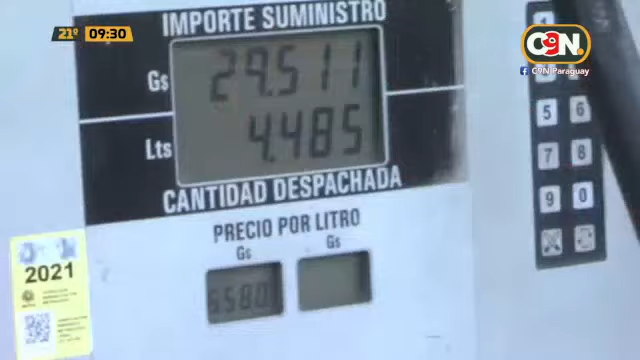 21º 09:30
C9N
C9N Paraguay
IMPORTE SUMINISTRO
Gs 29.511
Lts 4.485
CANTIDAD DESPACHADA
PRECIO POR LITRO
Gs Gs
6580
5 6
7 8
9 0
2021